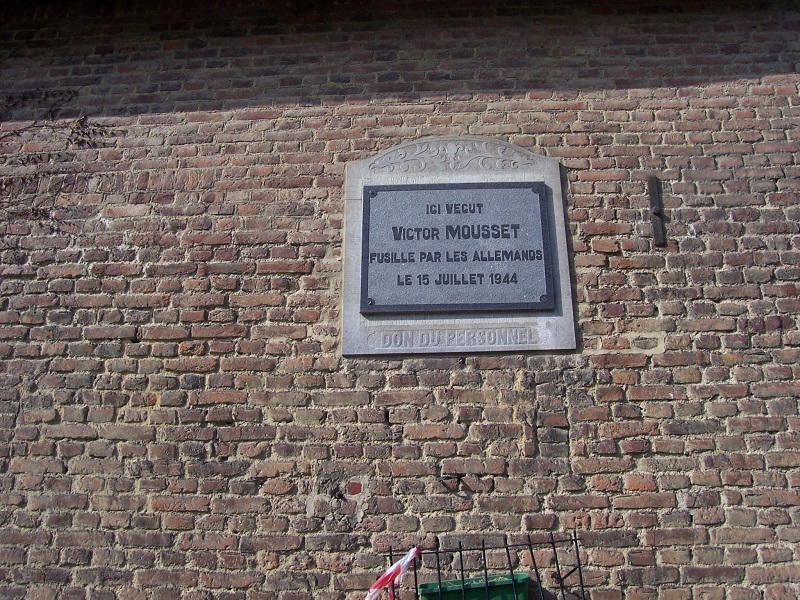 ICI VECUT
VICTOR MOUSSET
FUSILLE PAR LES ALLEMANDS
LE 15 JUILLET 1944
DON DU PERSONNEL